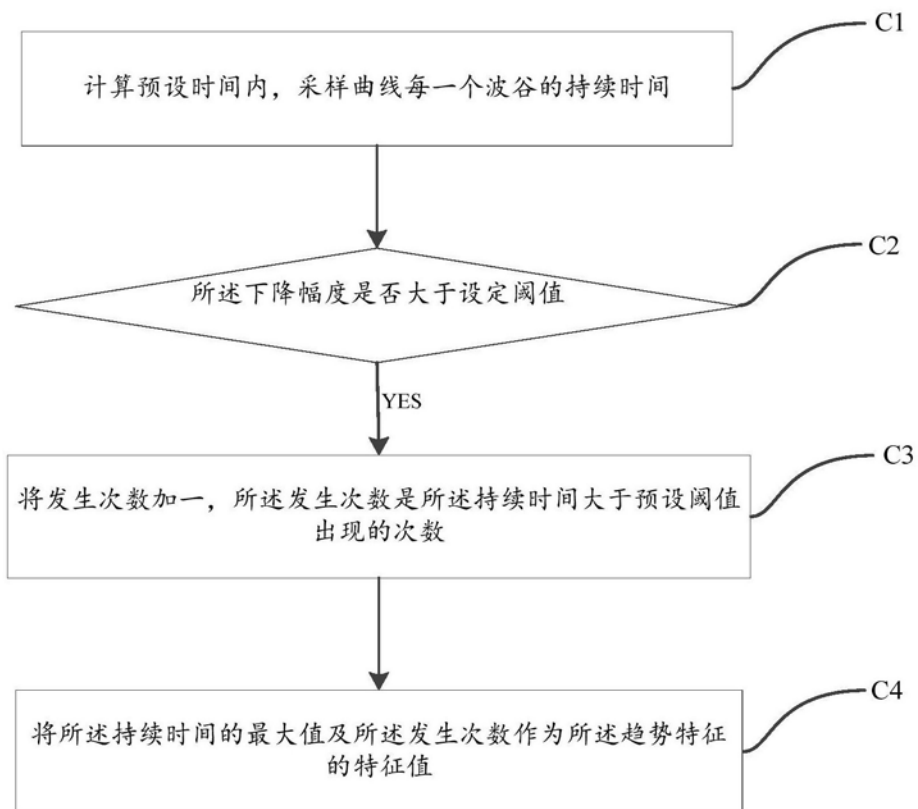 C1
计算预设时间内，采样曲线每一个波谷的持续时间
C2
所述下降幅度是否大于设定阈值
YES
C3
将发生次数加一，所述发生次数是所述持续时间大于预设阈值
出现的次数
C4
将所述持续时间的最大值及所述发生次数作为所述趋势特征
的特征值